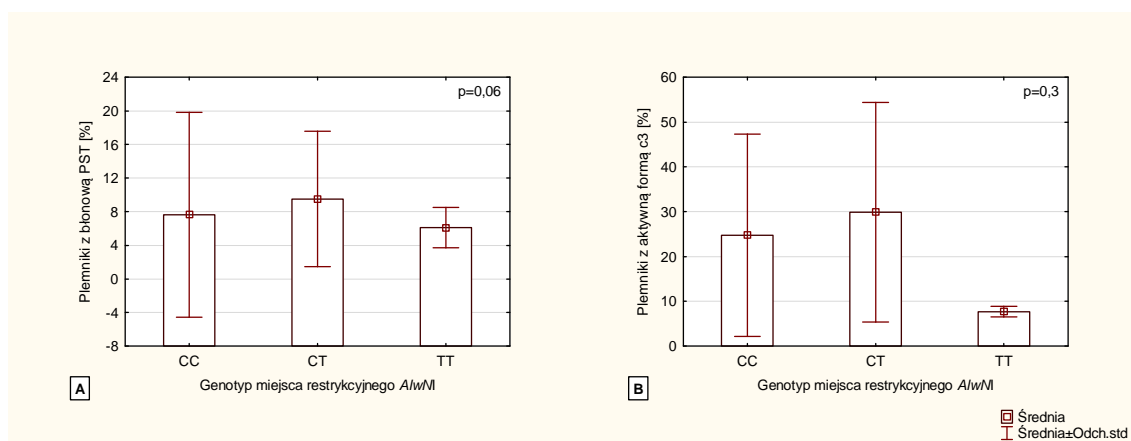 Plemniki z błonową PST [%]
24
20
16
12
8
4
0
-4
-8
p=0,06
CC CT TT
Genotyp miejsca restrykcyjnego AlwNI
A
Plemniki z aktywną formą c3 [%]
60
50
40
30
20
10
0
p=0,3
CC CT TT
Genotyp miejsca restrykcyjnego AlwNI
B
Średnia
Średnia±Odch.std